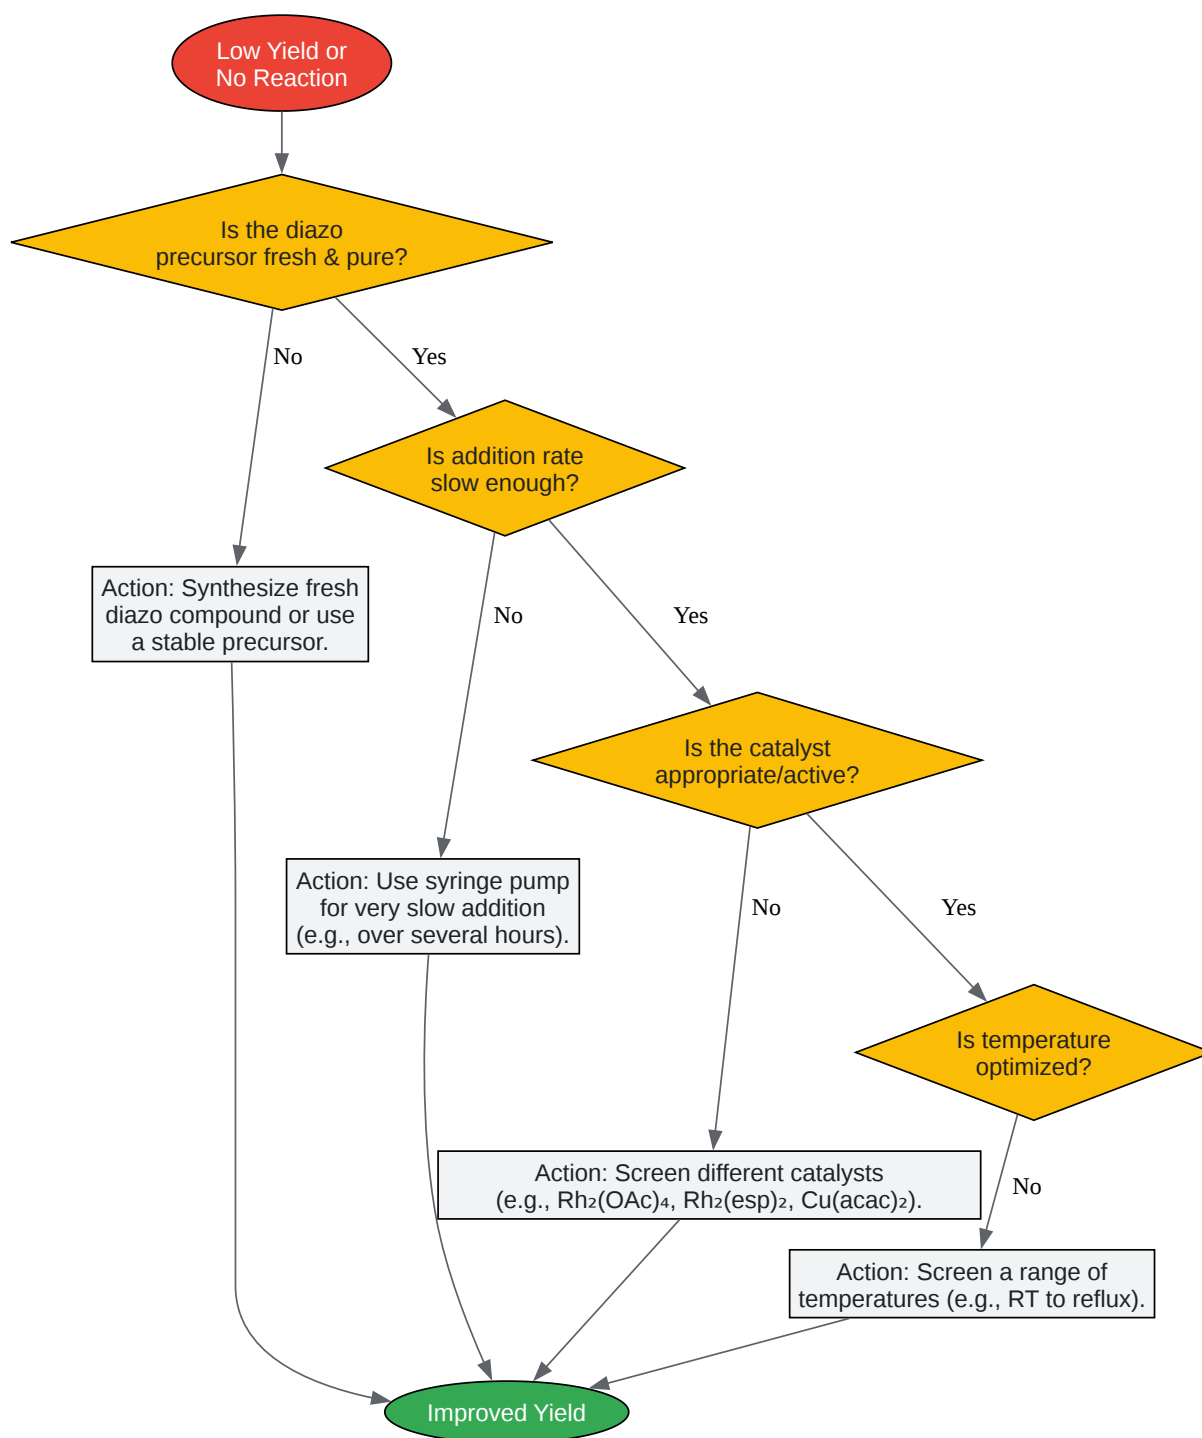 Low Yield or
No Reaction
Is the diazo
precursor fresh & pure?
No
Yes
Is addition rate
slow enough?
Action: Synthesize fresh
diazo compound or use
a stable precursor.
No
Yes
Is the catalyst
appropriate/active?
Action: Use syringe pump
for very slow addition
(e.g., over several hours).
No
Yes
Is temperature
optimized?
Action: Screen different catalysts
(e.g., Rh₂(OAc)₄, Rh₂(esp)₂, Cu(acac)₂).
No
Action: Screen a range of
temperatures (e.g., RT to reflux).
Improved Yield